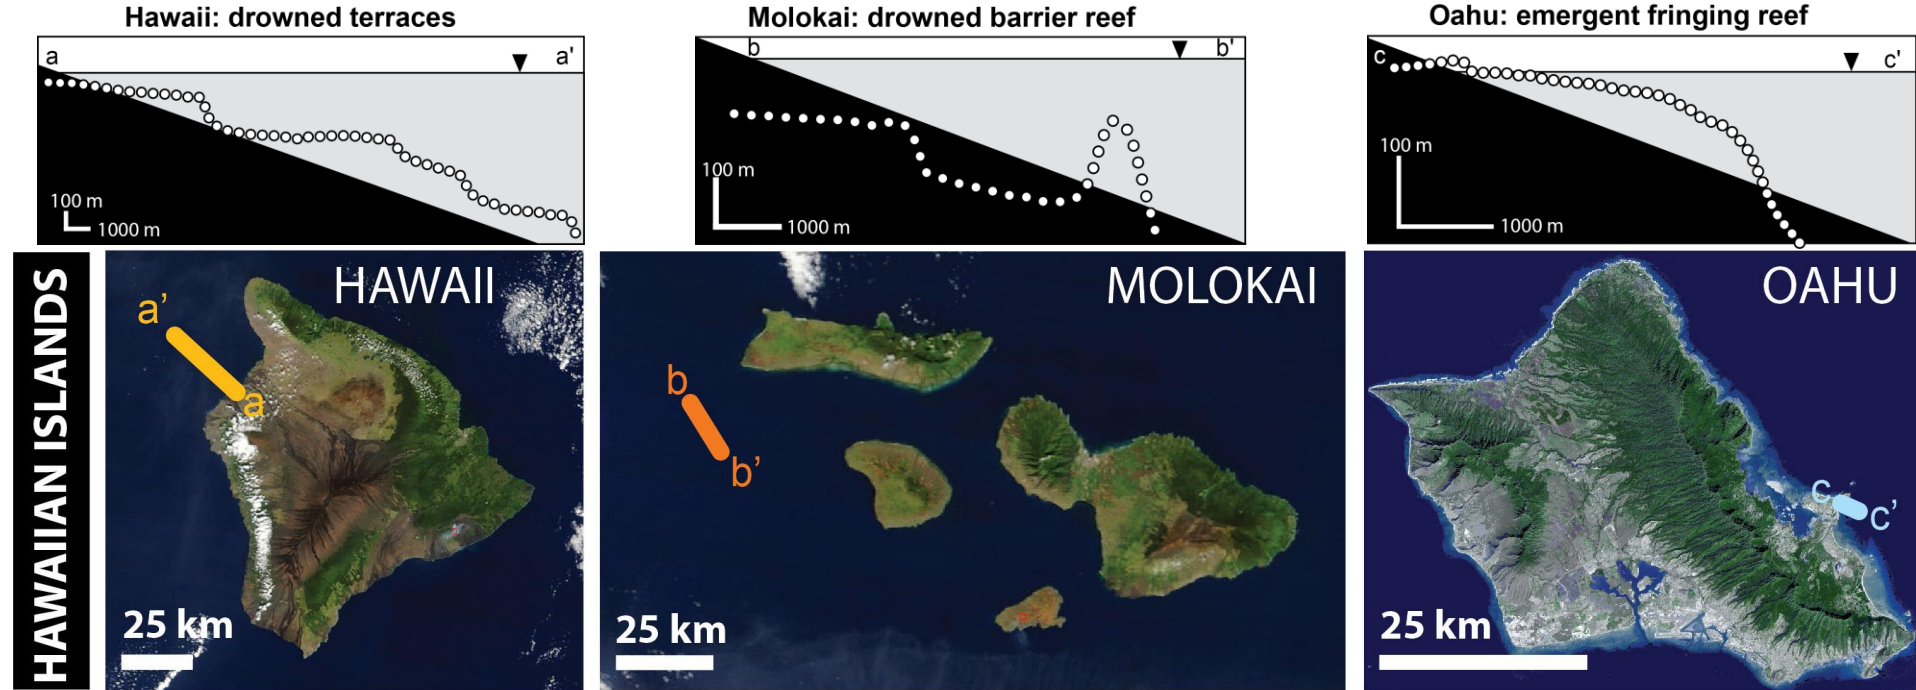 Hawaii: drowned terraces
a
a'
100 m
1000 m
Molokai: drowned barrier reef
b
b'
100 m
1000 m
Oahu: emergent fringing reef
c
c'
100 m
1000 m
HAWAIIAN ISLANDS
HAWAII
a’
a
25 km
MOLOKAI
b
b’
25 km
OAHU
c
c’
25 km